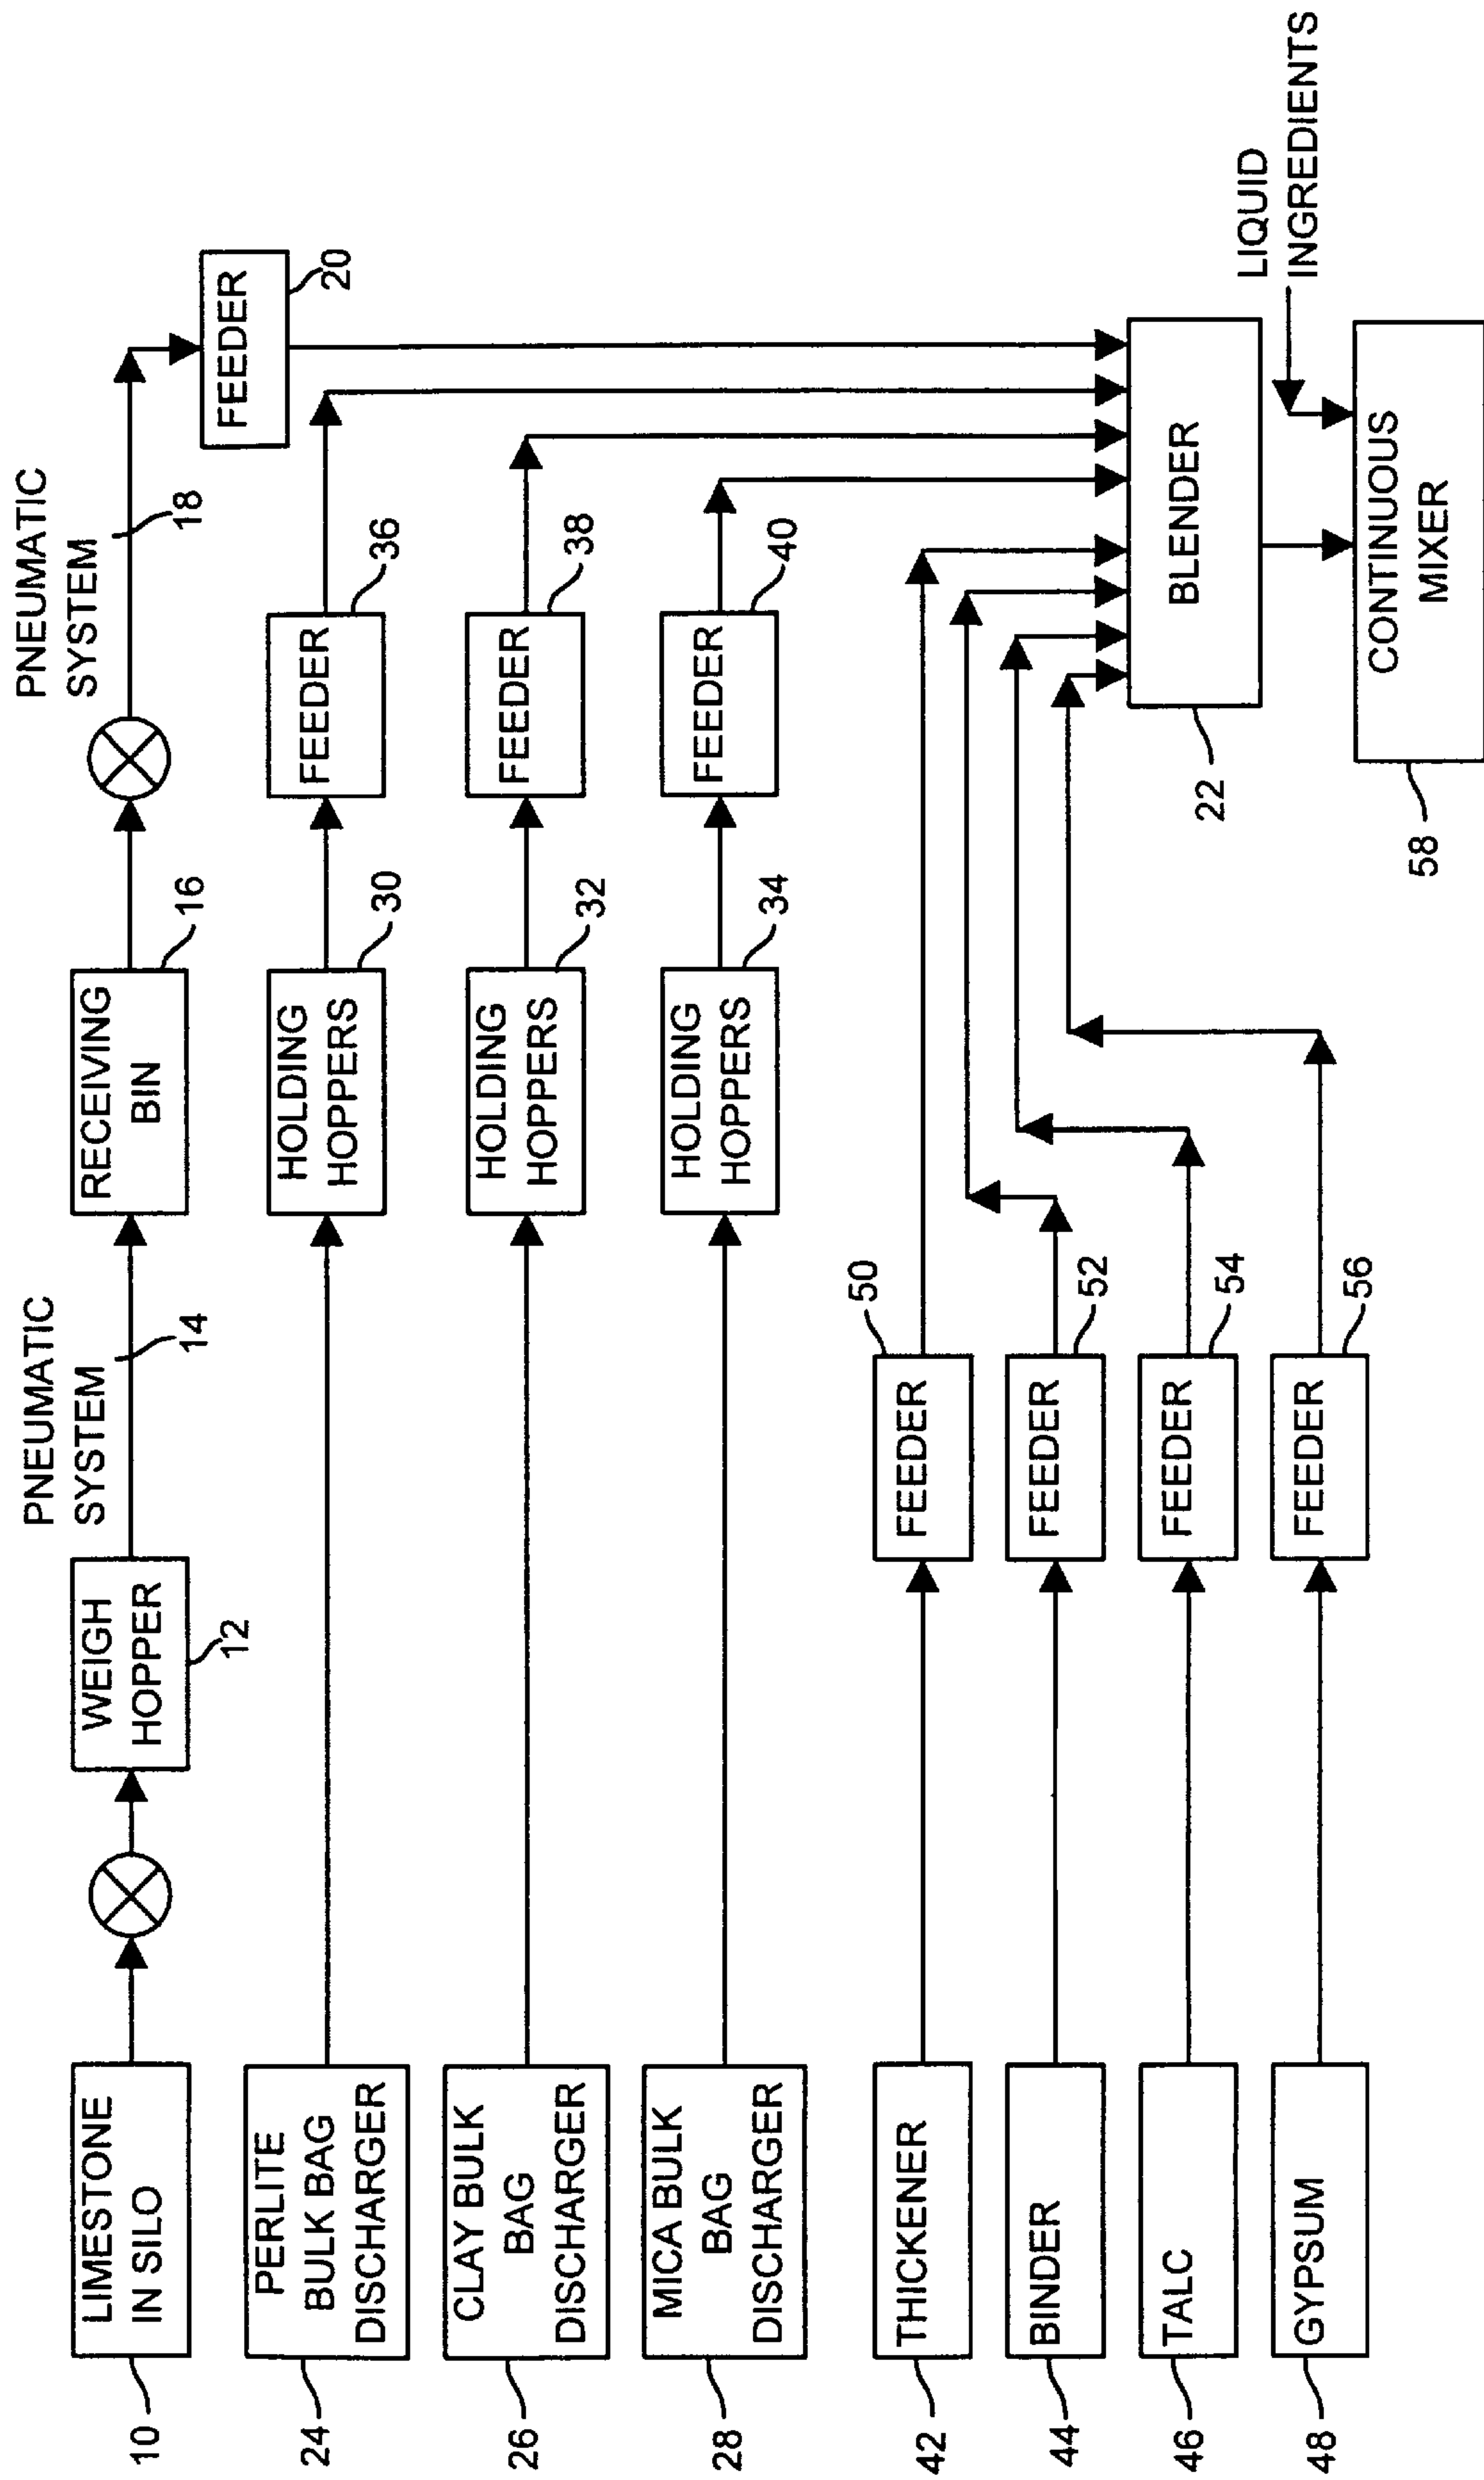 PNEUMATIC
SYSTEM
14
PNEUMATIC
SYSTEM
18
LIMESTONE
IN SILO
10
WEIGH
HOPPER
12
RECEIVING
BIN
16
FEEDER
20
PERLITE
BULK BAG
DISCHARGER
24
HOLDING
HOPPERS
30
FEEDER
36
CLAY BULK
BAG
DISCHARGER
26
HOLDING
HOPPERS
32
FEEDER
38
MICA BULK
BAG
DISCHARGER
28
HOLDING
HOPPERS
34
FEEDER
40
THICKENER
42
FEEDER
50
BINDER
44
FEEDER
52
TALC
46
FEEDER
54
GYPSUM
48
FEEDER
56
BLENDER
22
LIQUID
INGREDIENTS
CONTINUOUS
MIXER
58